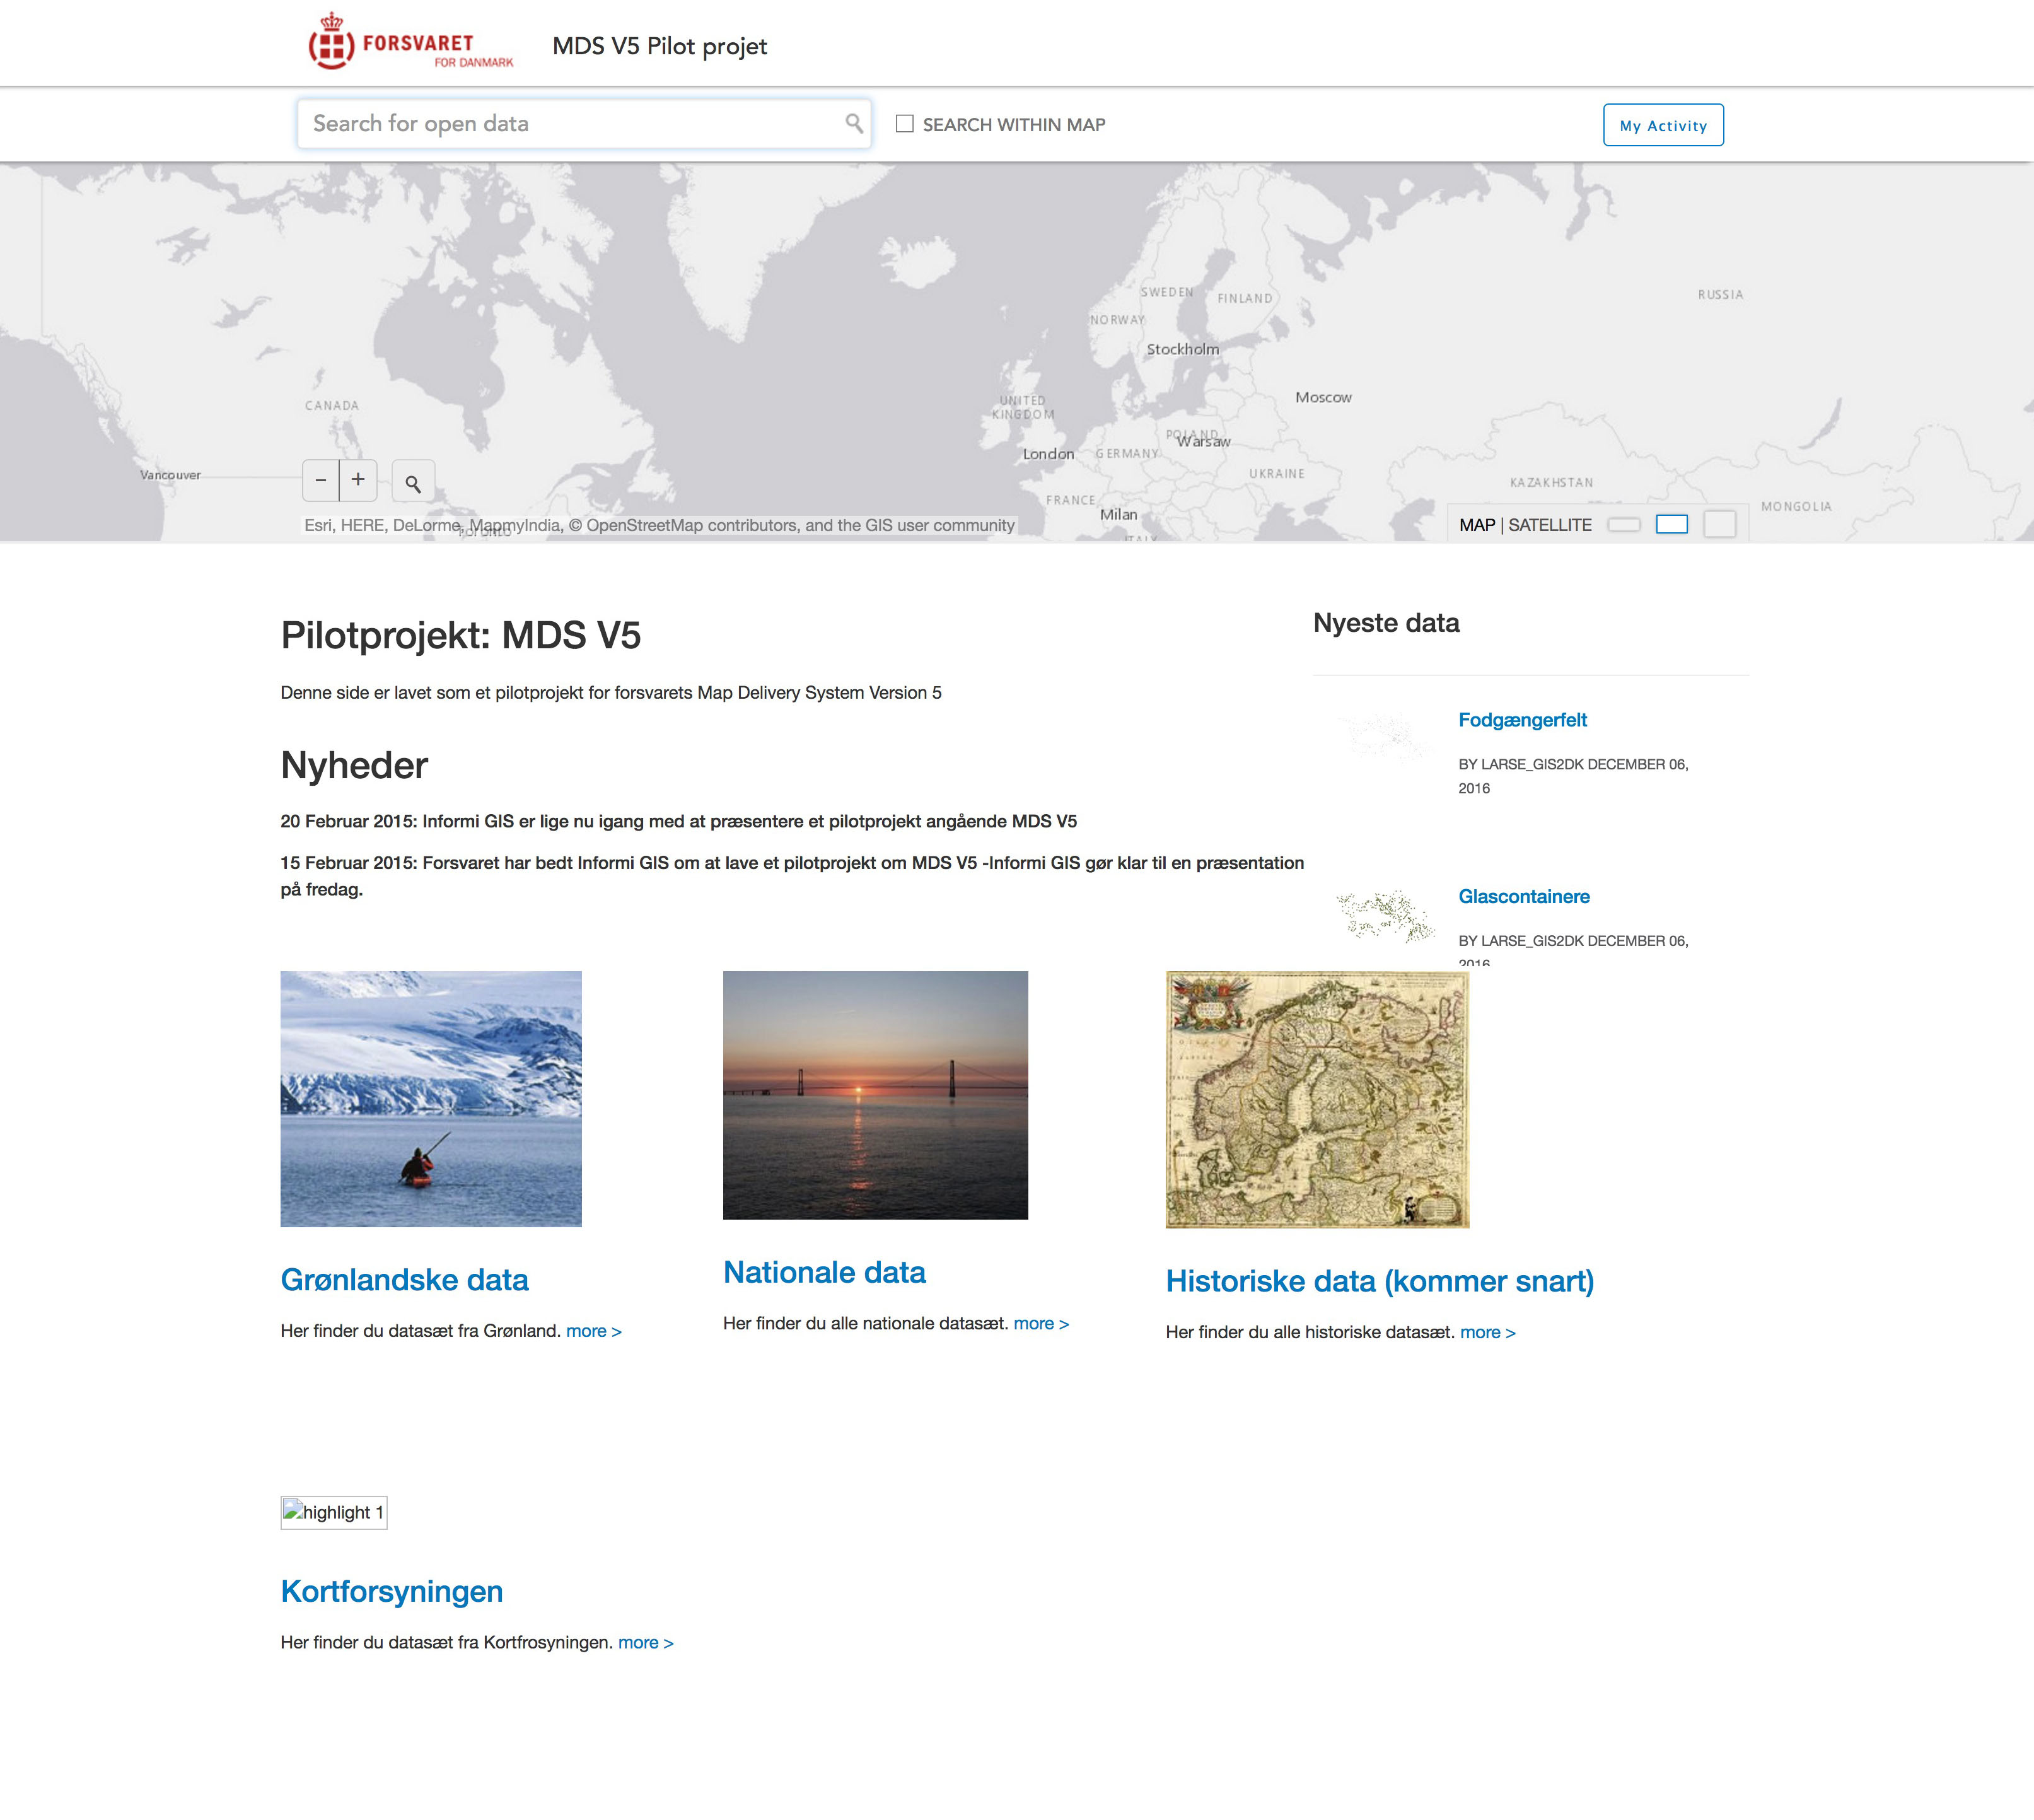 FORSVARET
FOR DANMARK
MDS V5 Pilot projet
Search for open data
SEARCH WITHIN MAP
My Activity
SWEDEN
FINLAND
RUSSIA
NORWAY
Stockholm
Moscow
CANADA
UNITED
KINGDOM
POLAND
Warsaw
London
GERMANY
Vancouver
UKRAINE
KAZAKHSTAN
FRANCE
Milan
MONGOLIA
- +
Esri, HERE, DeLorme, MapmyIndia, © OpenStreetMap contributors, and the GIS user community
TORONTO
ITALY
MAP | SATELLITE
Pilotprojekt: MDS V5
Denne side er lavet som et pilotprojekt for forsvarets Map Delivery System Version 5
Nyheder
20 Februar 2015: Informi GIS er lige nu igang med at præsentere et pilotprojekt angående MDS V5
15 Februar 2015: Forsvaret har bedt Informi GIS om at lave et pilotprojekt om MDS V5 -Informi GIS gør klar til en præsentation
på fredag.
Nyeste data
Fodgængerfelt
BY LARSE_GIS2DK DECEMBER 06,
2016
Glascontainere
BY LARSE_GIS2DK DECEMBER 06,
2016
Grønlandske data
Her finder du datasæt fra Grønland. more >
Nationale data
Her finder du alle nationale datasæt. more >
Historiske data (kommer snart)
Her finder du alle historiske datasæt. more >
highlight 1
Kortforsyningen
Her finder du datasæt fra Kortfrosyningen. more >